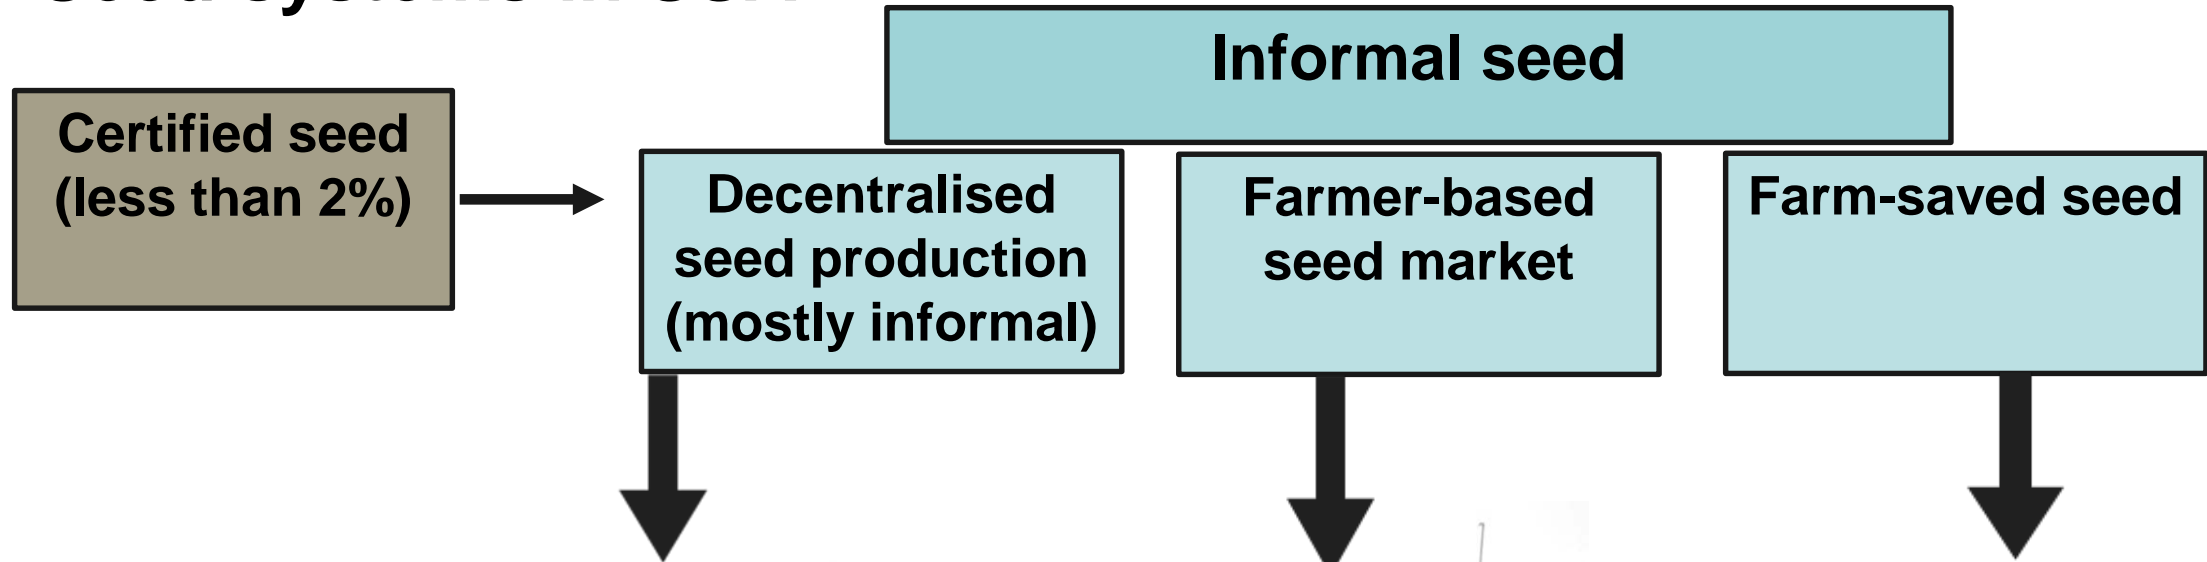 Informal seed
Certified seed
(less than 2%)
Decentralised
seed production
(mostly informal)
Farmer-based
seed market
Farm-saved seed